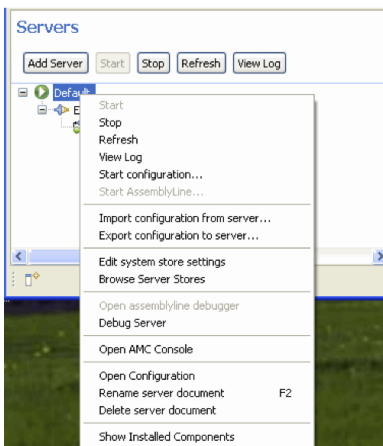 Servers
Add Server Start Stop Refresh View Log
Default
E
Start
Stop
Refresh
View Log
Start configuration...
Start AssemblyLine...
Import configuration from server...
Export configuration to server...
Edit system store settings
Browse Server Stores
Open assemblyline debugger
Debug Server
Open AMC Console
Open Configuration
Rename server document F2
Delete server document
Show Installed Components